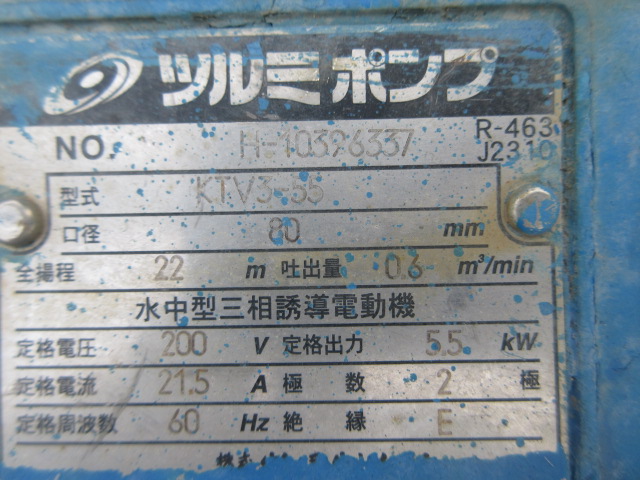 ツルミポンプ
NO. H-10396337 R-463
J2310
型式 KTV3-55
口径 80 mm
全揚程 22 m 吐出量 0.6 m³/min
水中型三相誘導電動機
定格電圧 200 V 定格出力 5.5 kW
定格電流 21.5 A 極数 2 極
定格周波数 60 Hz 絶縁 E